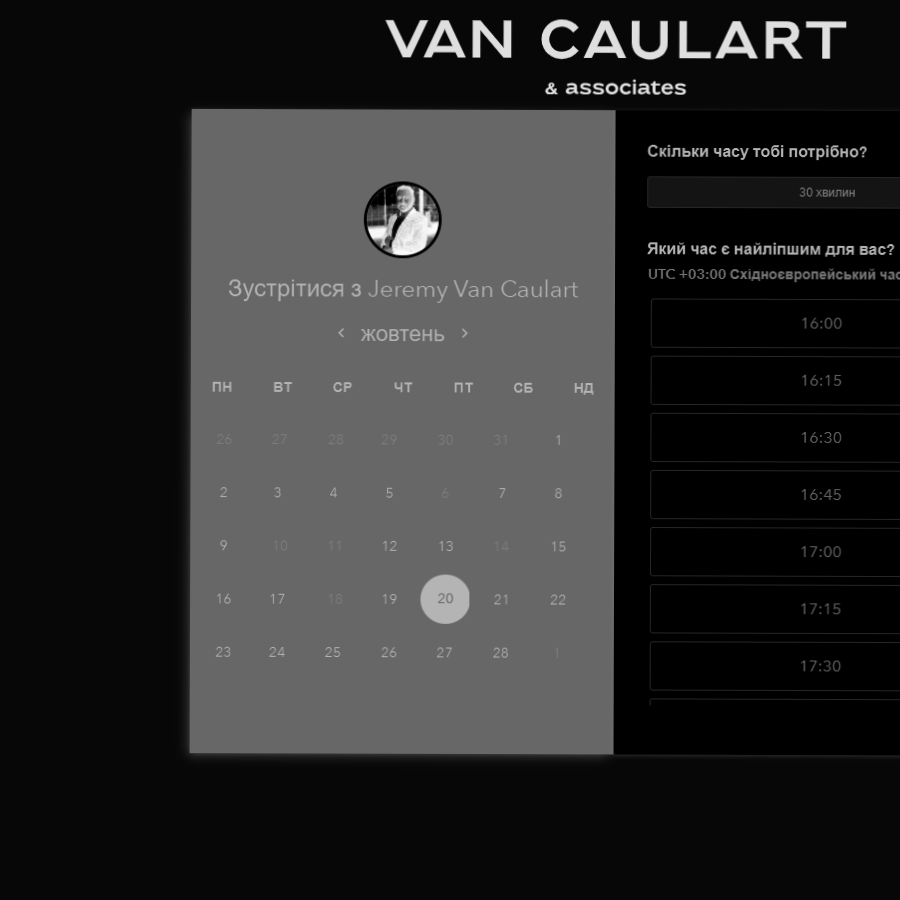 VAN CAULART
& associates
Зустрітися з Jeremy Van Caulart
жовтень
ПН ВТ СР ЧТ ПТ СБ НД
26 27 28 29 30 31 1
2 3 4 5 6 7 8
9 10 11 12 13 14 15
16 17 18 19 20 21 22
23 24 25 26 27 28 1
Скільки часу тобі потрібно?
30 хвилин
Який час є найліпшим для вас?
UTC +03:00 Східноєвропейський
16:00
16:15
16:30
16:45
17:00
17:15
17:30